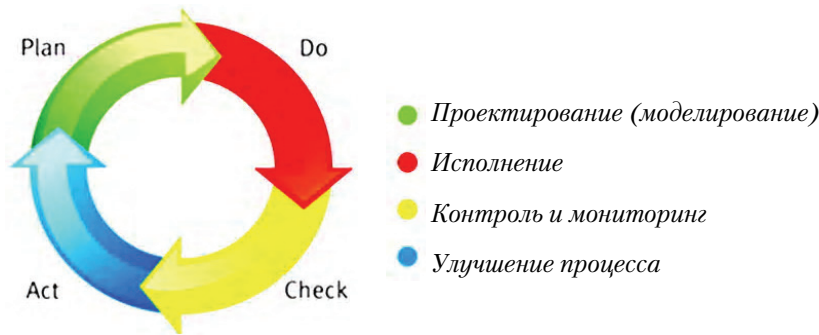 Plan
Do
Act
Check
Проектирование (моделирование)
Исполнение
Контроль и мониторинг
Улучшение процесса